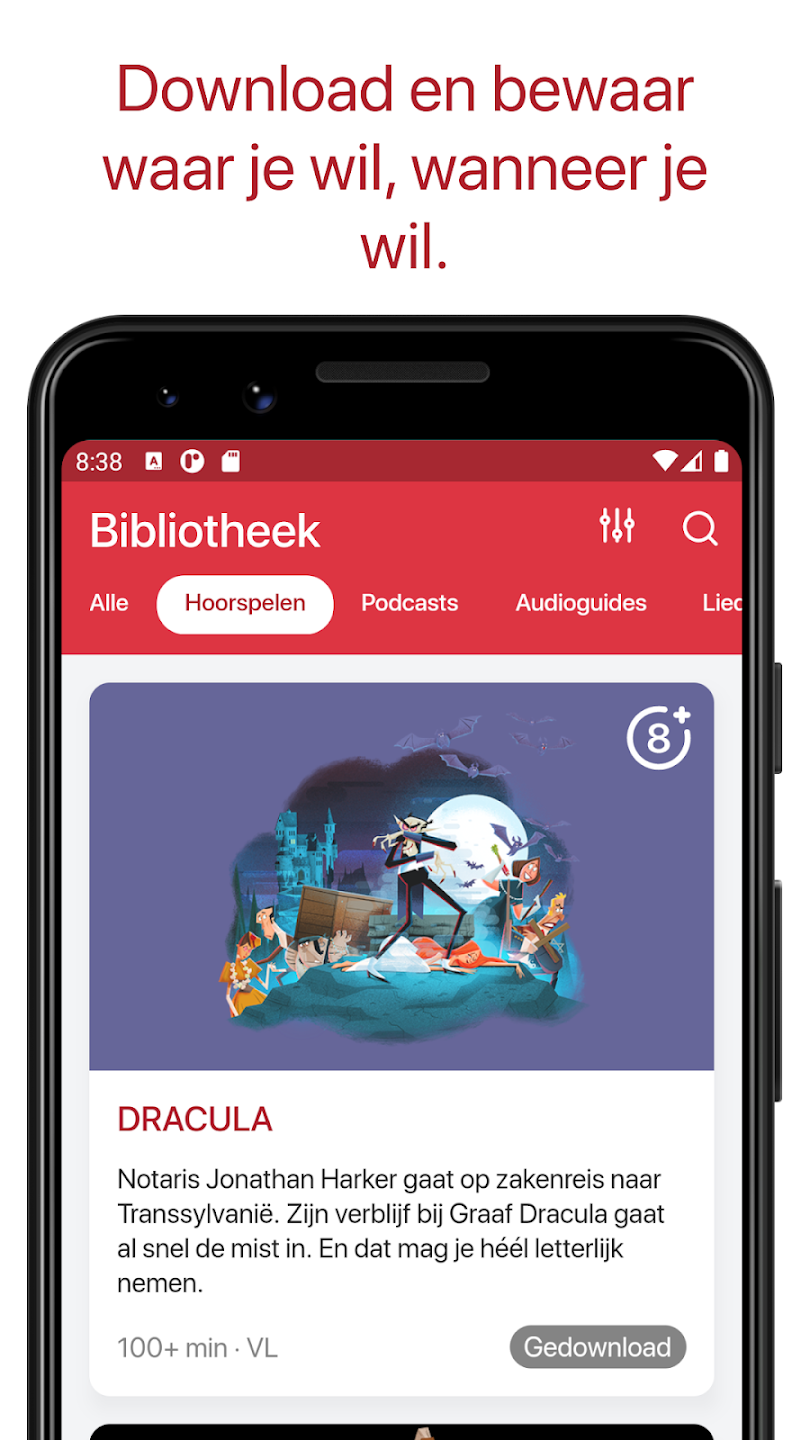 Download en bewaar
waar je wil, wanneer je
wil.
8:38
A
Bibliotheek
Alle
Hoorspelen
Podcasts
Audioguides
Lied
8+
DRACULA
Notaris Jonathan Harker gaat op zakenreis naar
Transsylvanië. Zijn verblijf bij Graaf Dracula gaat
al snel de mist in. En dat mag je héél letterlijk
nemen.
100+ min · VL
Gedownload